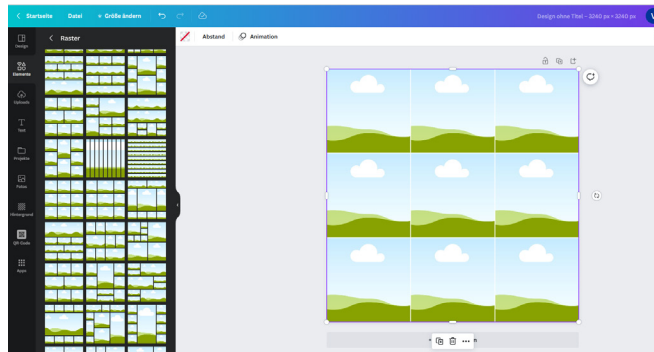 Startseite Datei + Größe ändern Design ohne Titel – 3240 px × 3240 px
Raster
Abstand Animation
Design
Elemente
Uploads
Text
Projekte
Fotos
Hintergrund
QR-Code
Apps